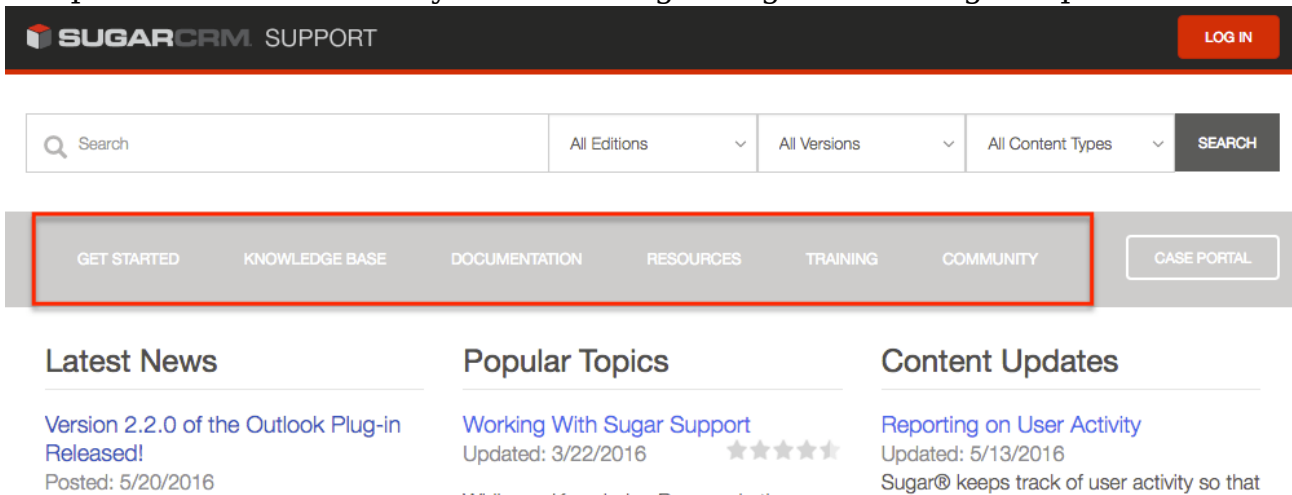 SUGARCRM. SUPPORT
LOG IN
Search
All Editions
All Versions
All Content Types
SEARCH
GET STARTED
KNOWLEDGE BASE
DOCUMENTATION
RESOURCES
TRAINING
COMMUNITY
CASE PORTAL
Latest News
Version 2.2.0 of the Outlook Plug-in
Released!
Posted: 5/20/2016
Popular Topics
Working With Sugar Support
Updated: 3/22/2016
Content Updates
Reporting on User Activity
Updated: 5/13/2016
Sugar® keeps track of user activity so that